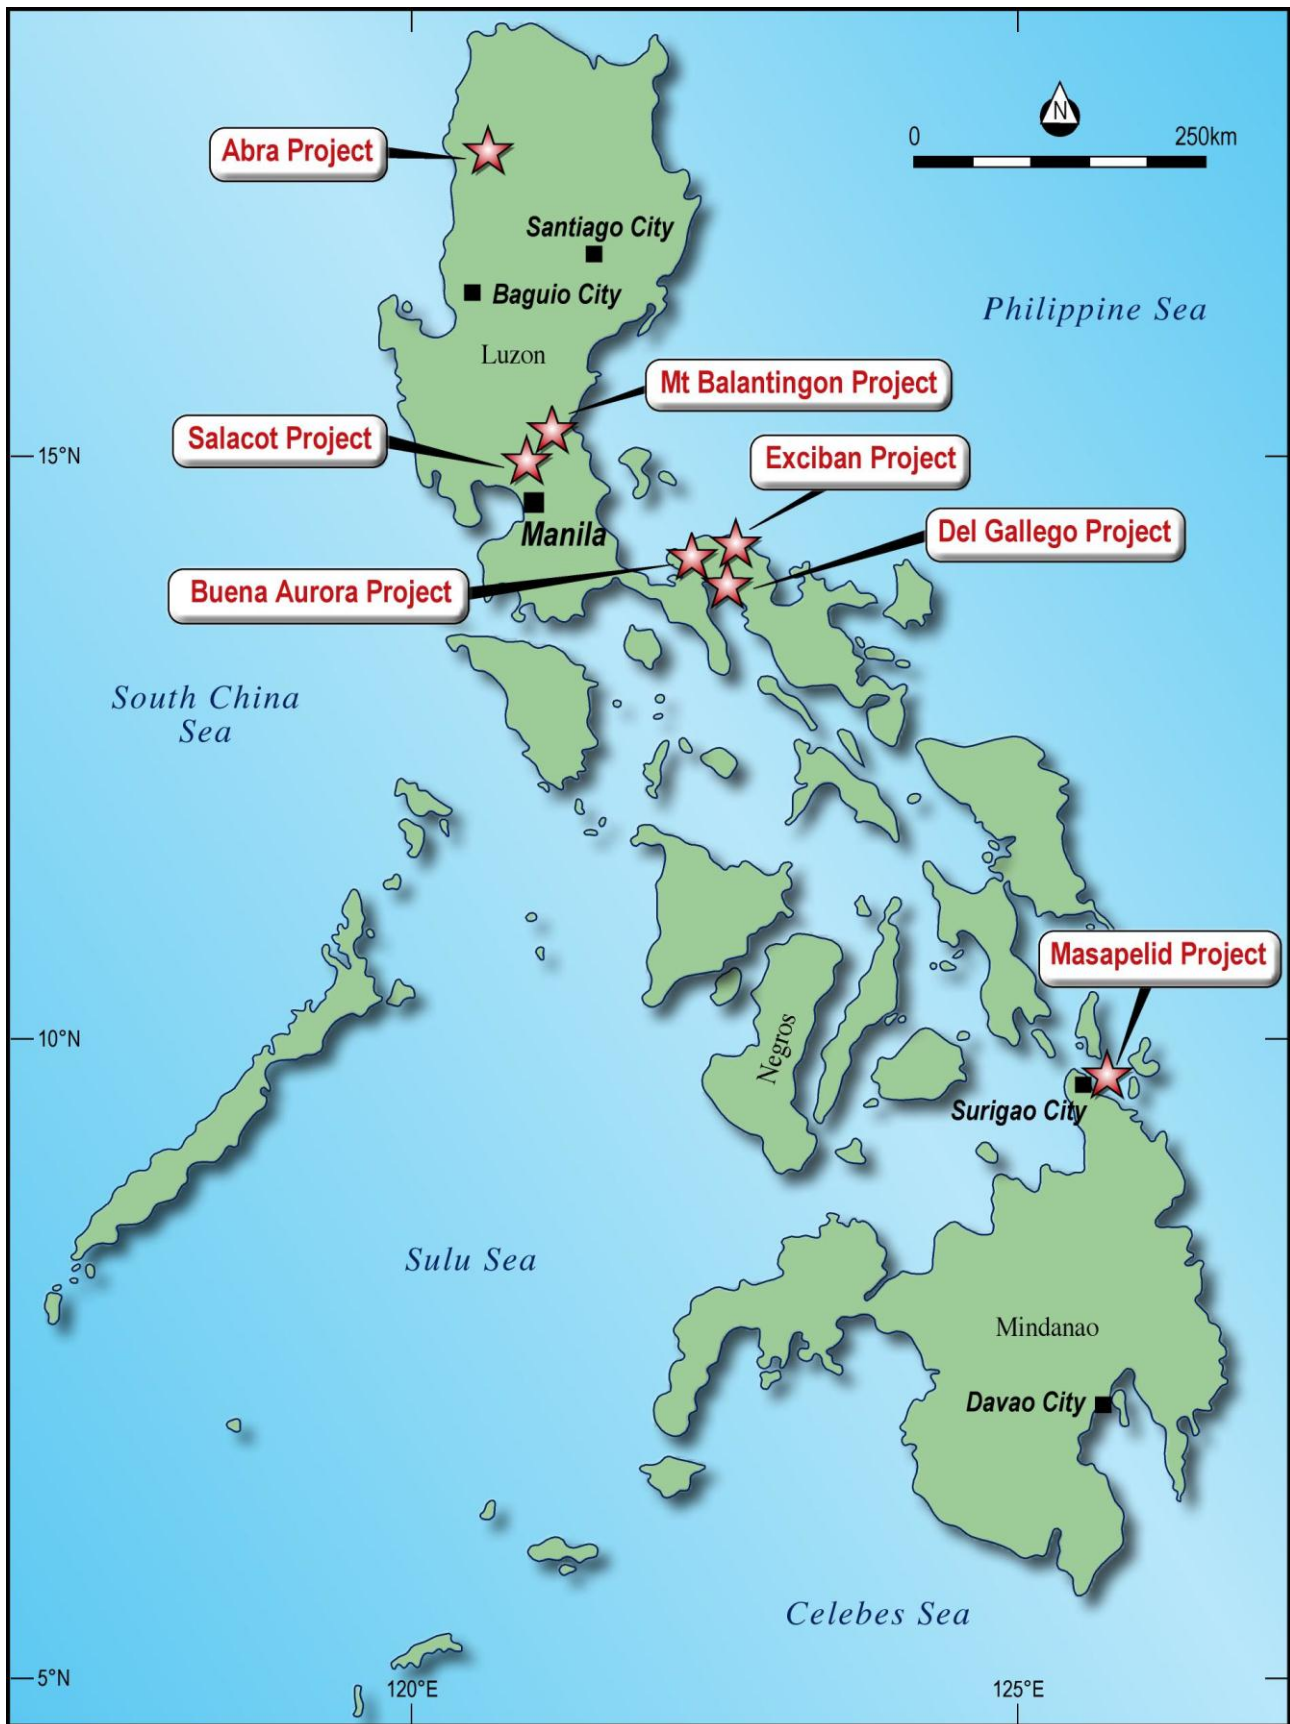 N
0 250km
Abra Project
Santiago City
Baguio City
Philippine Sea
Luzon
Mt Balantingon Project
Salacot Project
15°N
Exciban Project
Manila
Del Gallego Project
Buena Aurora Project
South China
Sea
Masapelid Project
10°N
Negros
Surigao City
Sulu Sea
Mindanao
Davao City
Celebes Sea
5°N
120°E
125°E